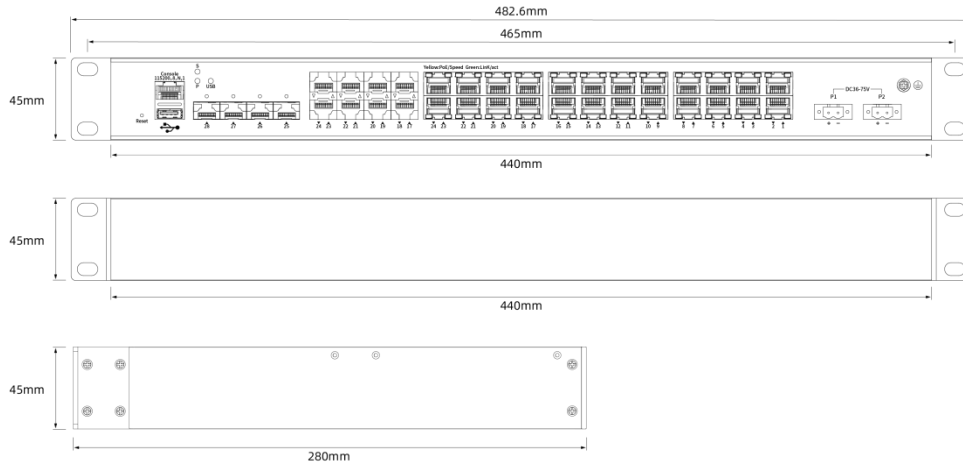 482.6mm
465mm
45mm
Console
115200,8,N,1
S
P
USB
Yellow:PoE/Speed Green:Link/act
DC36-75V
P1
P2
Reset
28 27 26 25
24 23 22 21 20 19 18 17
24 23 22 21 20 19 18 17
16 15 14 13 12 11 10 9
8 7 6 5 4 3 2 1
+ -
+ -
440mm
45mm
440mm
45mm
280mm